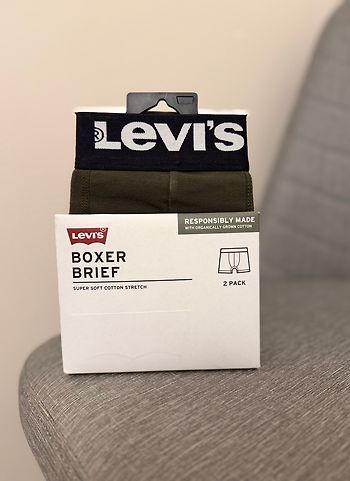 ®LEVI'S
LEVI'S
RESPONSIBLY MADE
WITH ORGANICALLY GROWN COTTON
BOXER
BRIEF
SUPER SOFT COTTON STRETCH
2 PACK